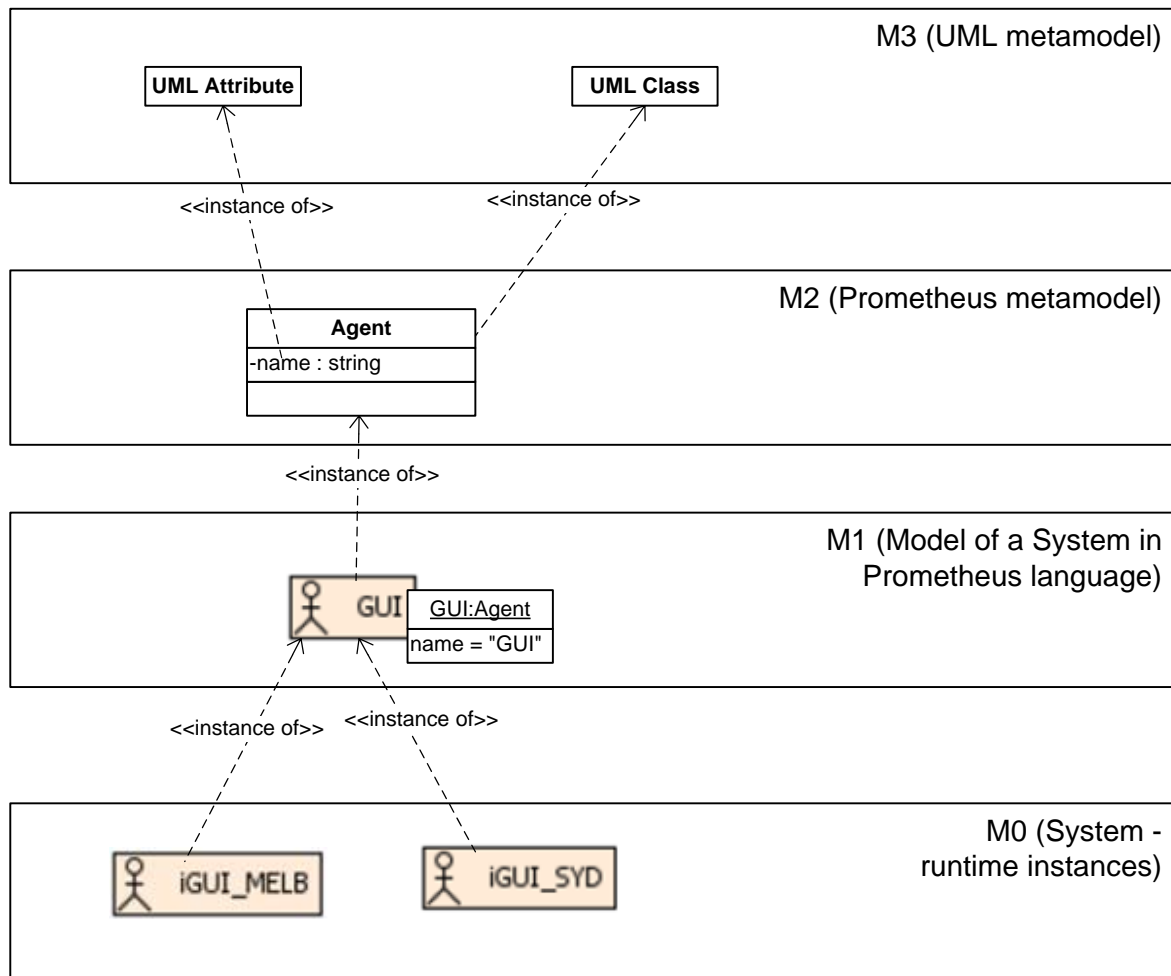 M3 (UML metamodel)
UML Attribute
UML Class
<<instance of>>
<<instance of>>
M2 (Prometheus metamodel)
Agent
-name : string
<<instance of>>
M1 (Model of a System in
Prometheus language)
GUI
GUI:Agent
name = "GUI"
<<instance of>>
<<instance of>>
M0 (System -
runtime instances)
iGUI_MELB
iGUI_SYD